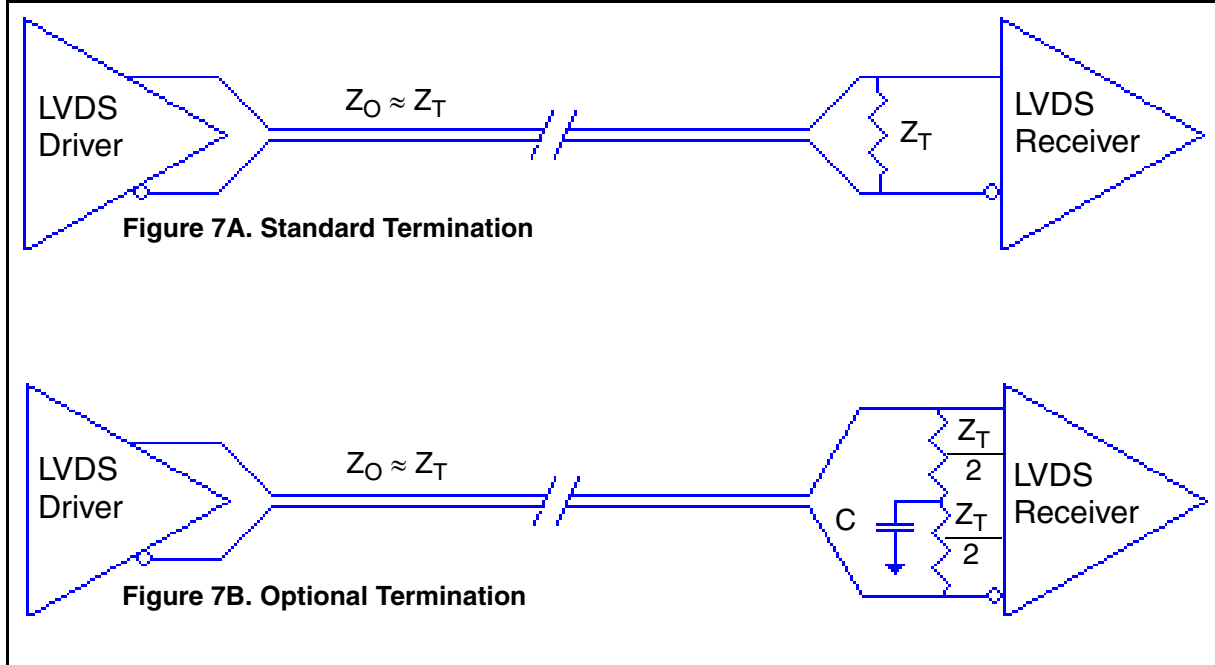 LVDS
Driver
Z_O ≈ Z_T
Z_T
LVDS
Receiver
Figure 7A. Standard Termination
LVDS
Driver
Z_O ≈ Z_T
C
Z_T
2
Z_T
2
LVDS
Receiver
Figure 7B. Optional Termination